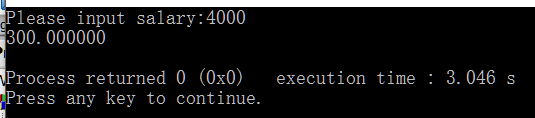 Please input salary:4000
300.000000
Process returned 0 (0x0)   execution time : 3.046 s
Press any key to continue.